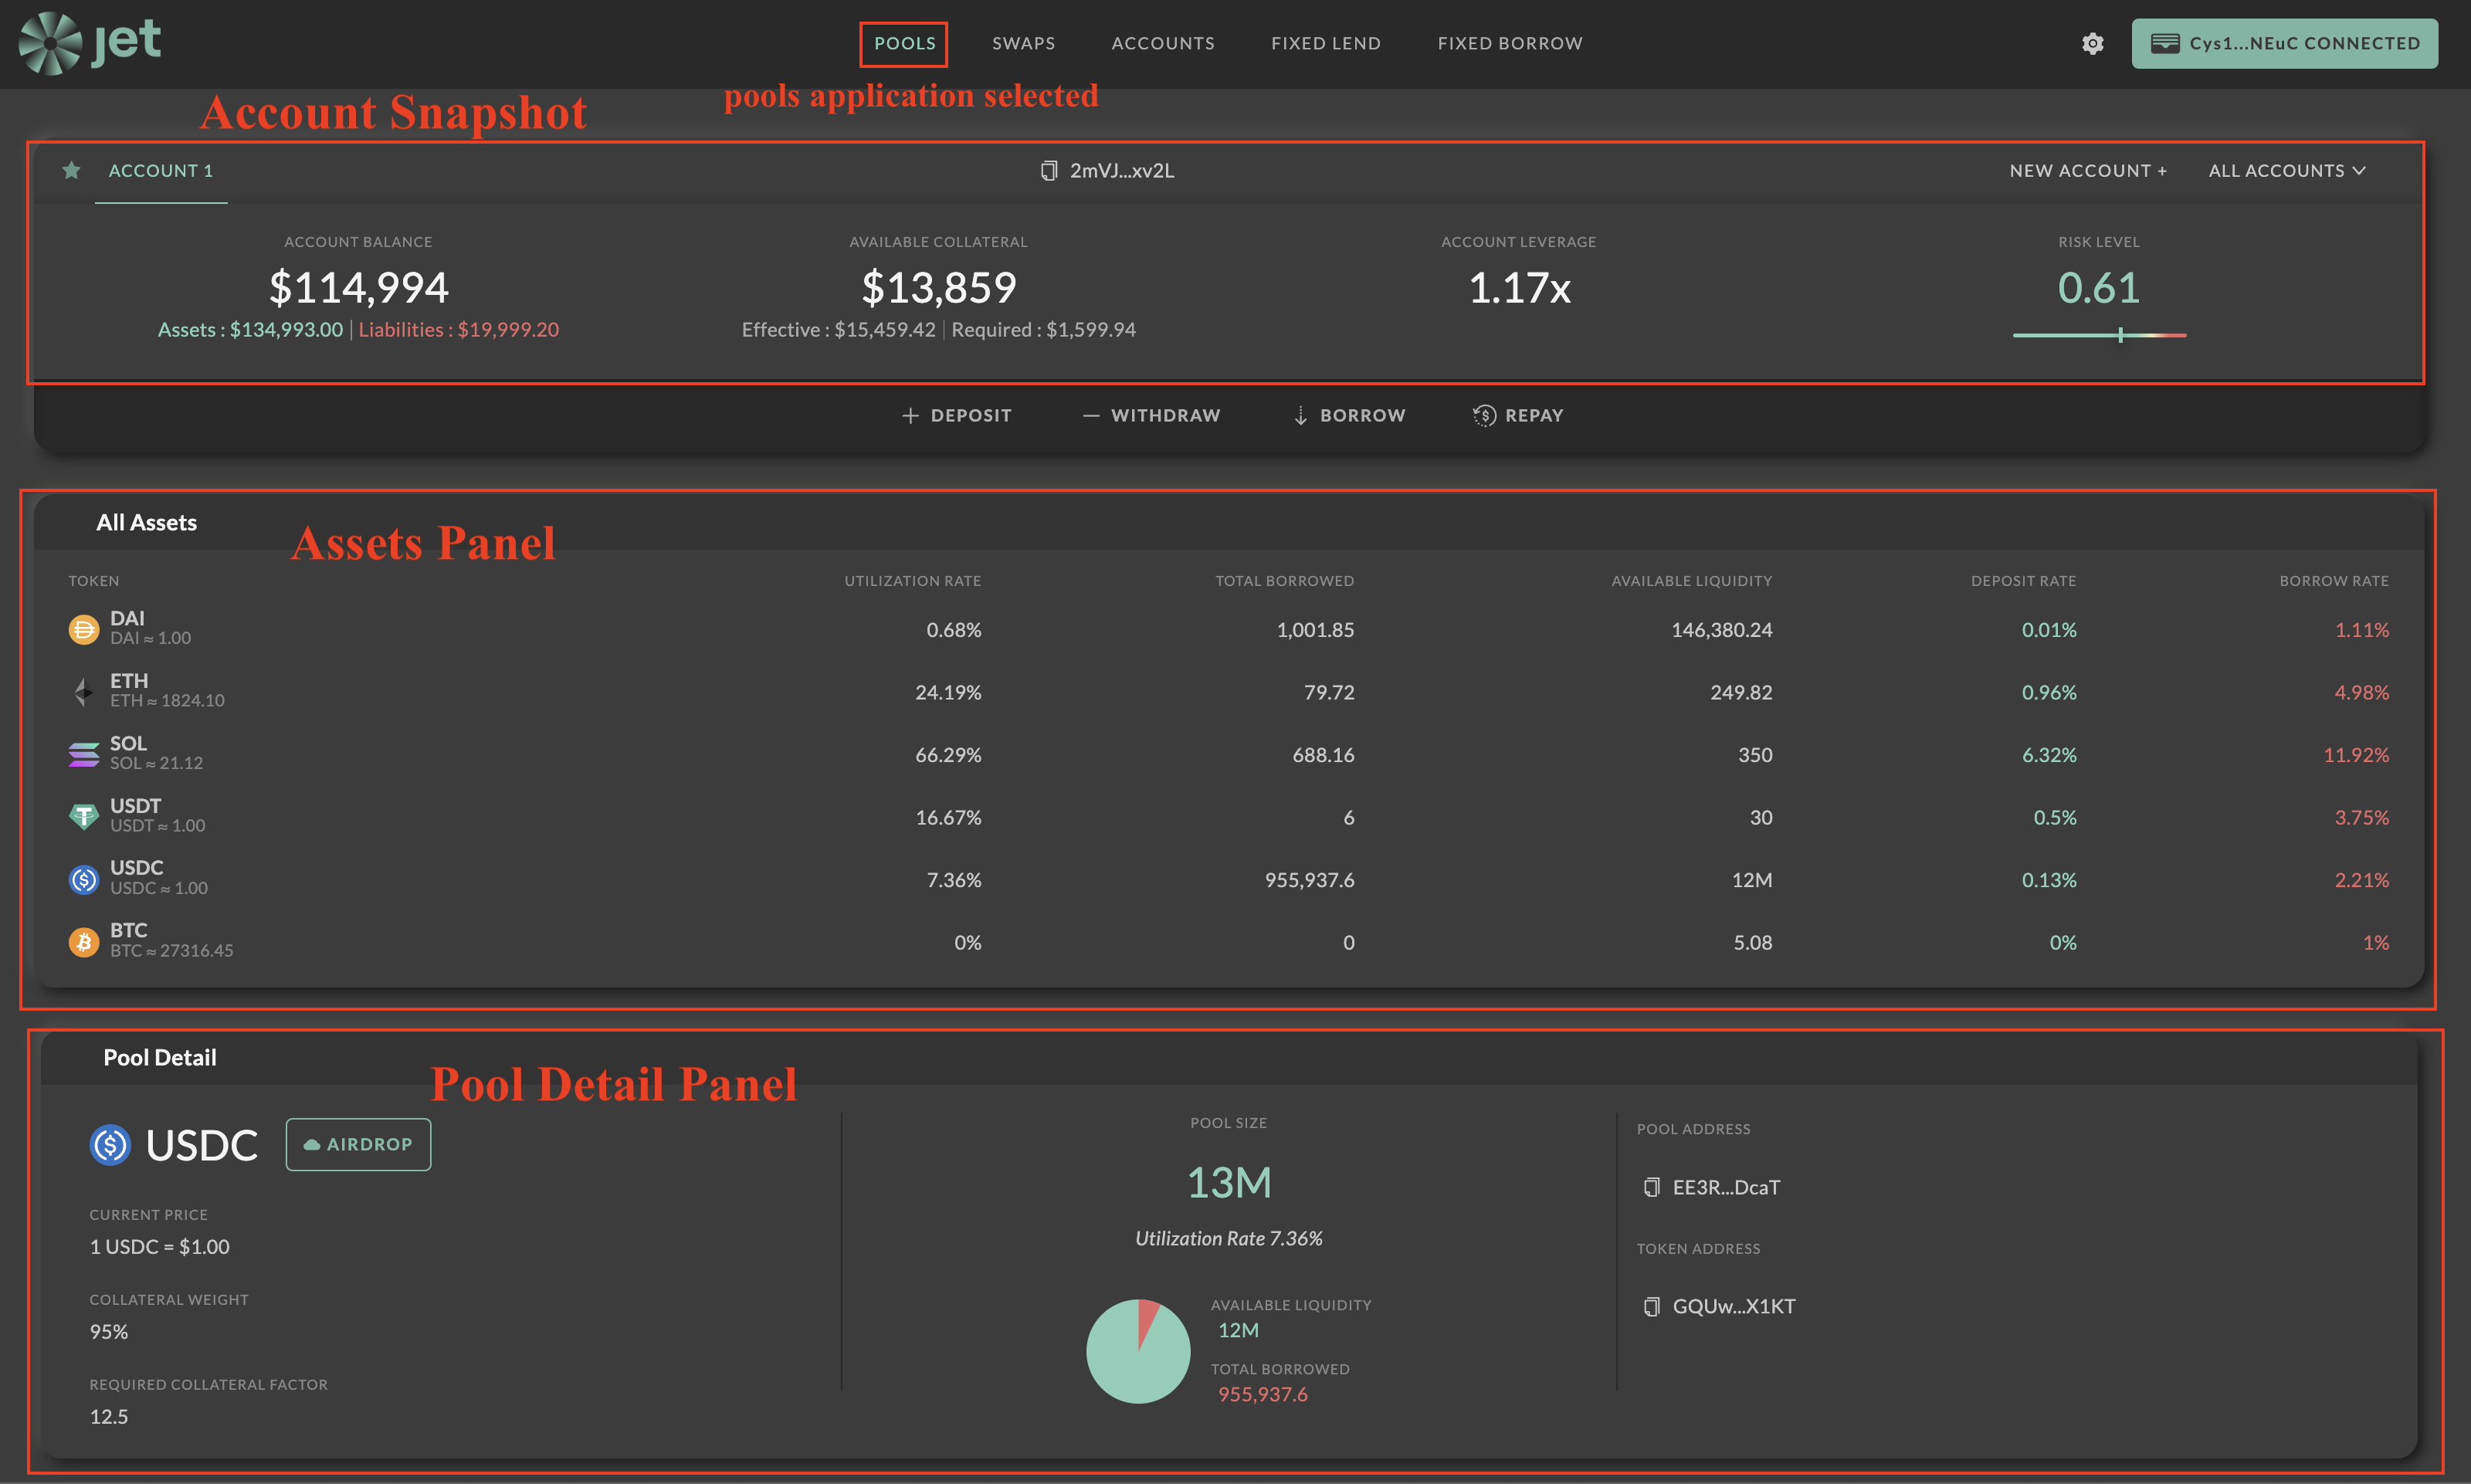 jet
POOLS SWAPS ACCOUNTS FIXED LEND FIXED BORROW
Cys1...NEuC CONNECTED
pools application selected
Account Snapshot
ACCOUNT 1 2mVJ...xv2L NEW ACCOUNT + ALL ACCOUNTS
ACCOUNT BALANCE AVAILABLE COLLATERAL ACCOUNT LEVERAGE RISK LEVEL
$114,994 $13,859 1.17x 0.61
Assets : $134,993.00 | Liabilities : $19,999.20 Effective : $15,459.42 | Required : $1,599.94
DEPOSIT WITHDRAW BORROW REPAY
All Assets
Assets Panel
TOKEN UTILIZATION RATE TOTAL BORROWED AVAILABLE LIQUIDITY DEPOSIT RATE BORROW RATE
DAI
DAI ≈ 1.00
0.68% 1,001.85 146,380.24 0.01% 1.11%
ETH
ETH ≈ 1824.10
24.19% 79.72 249.82 0.96% 4.98%
SOL
SOL ≈ 21.12
66.29% 688.16 350 6.32% 11.92%
USDT
USDT ≈ 1.00
16.67% 6 30 0.5% 3.75%
USDC
USDC ≈ 1.00
7.36% 955,937.6 12M 0.13% 2.21%
BTC
BTC ≈ 27316.45
0% 0 5.08 0% 1%
Pool Detail
Pool Detail Panel
USDC AIRDROP
CURRENT PRICE
1 USDC = $1.00
COLLATERAL WEIGHT
95%
REQUIRED COLLATERAL FACTOR
12.5
POOL SIZE
13M
Utilization Rate 7.36%
AVAILABLE LIQUIDITY
12M
TOTAL BORROWED
955,937.6
POOL ADDRESS
EE3R...DcaT
TOKEN ADDRESS
GQUw...X1KT